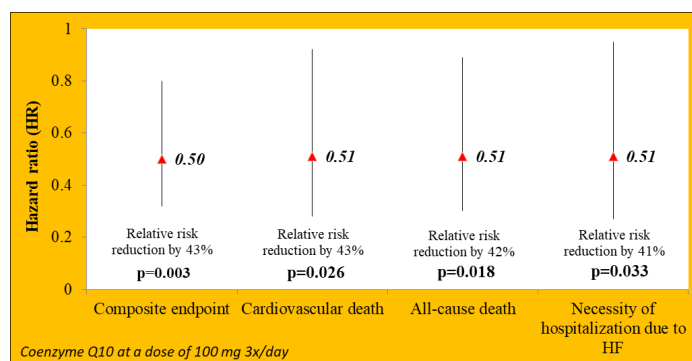 Hazard ratio (HR)
1
0.8
0.6
0.4
0.2
0
0.50
0.51
0.51
0.51
Relative risk
reduction by 43%
p=0.003
Relative risk
reduction by 43%
p=0.026
Relative risk
reduction by 42%
p=0.018
Relative risk
reduction by 41%
p=0.033
Composite endpoint
Cardiovascular death
All-cause death
Necessity of
hospitalization due to
HF
Coenzyme Q10 at a dose of 100 mg 3x/day